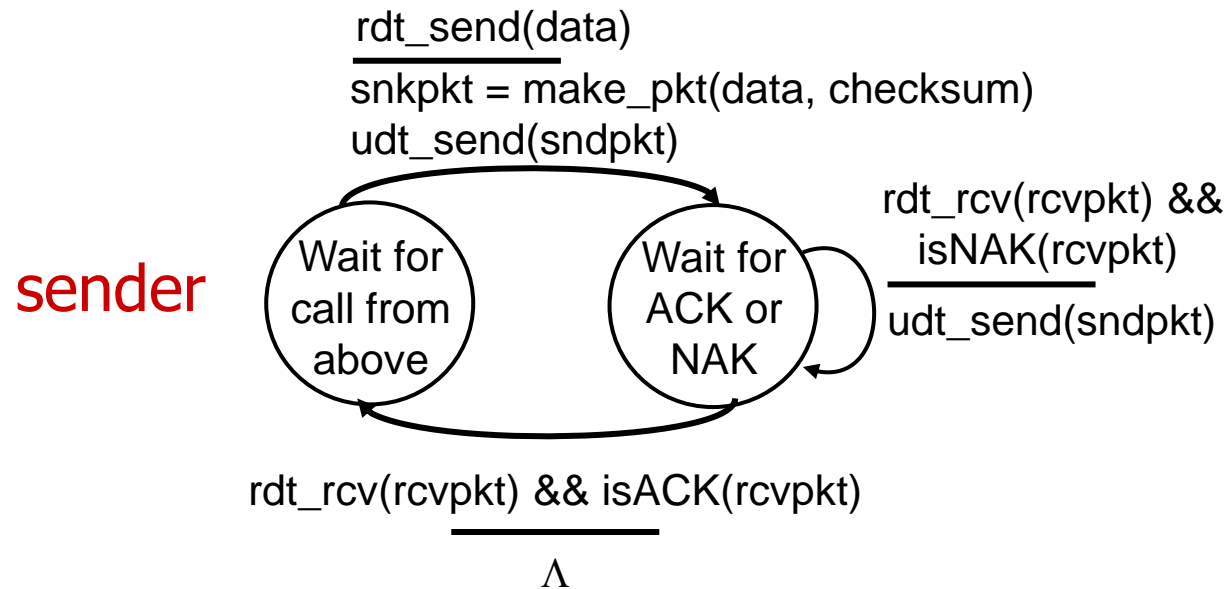 rdt_send(data)
snkpkt = make_pkt(data, checksum)
udt_send(sndpkt)
sender
Wait for
call from
above
Wait for
ACK or
NAK
rdt_rcv(rcvpkt) &&
isNAK(rcvpkt)
udt_send(sndpkt)
rdt_rcv(rcvpkt) && isACK(rcvpkt)
Λ